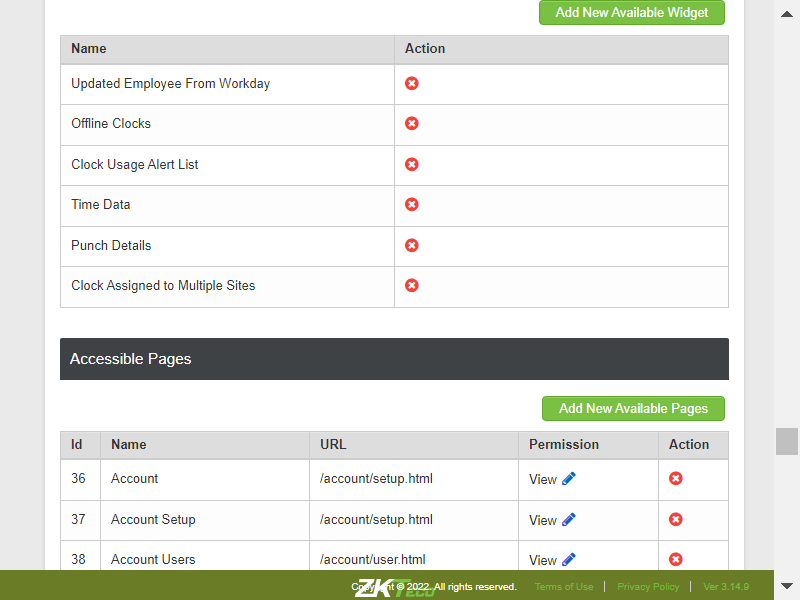 Add New Available Widget
Name Action
Updated Employee From Workday
Offline Clocks
Clock Usage Alert List
Time Data
Punch Details
Clock Assigned to Multiple Sites
Accessible Pages
Add New Available Pages
Id Name URL Permission Action
36 Account /account/setup.html View
37 Account Setup /account/setup.html View
38 Account Users /account/user.html View
ZKTeco
Copyright © 2022. All rights reserved. Terms of Use | Privacy Policy | Ver 3.14.9